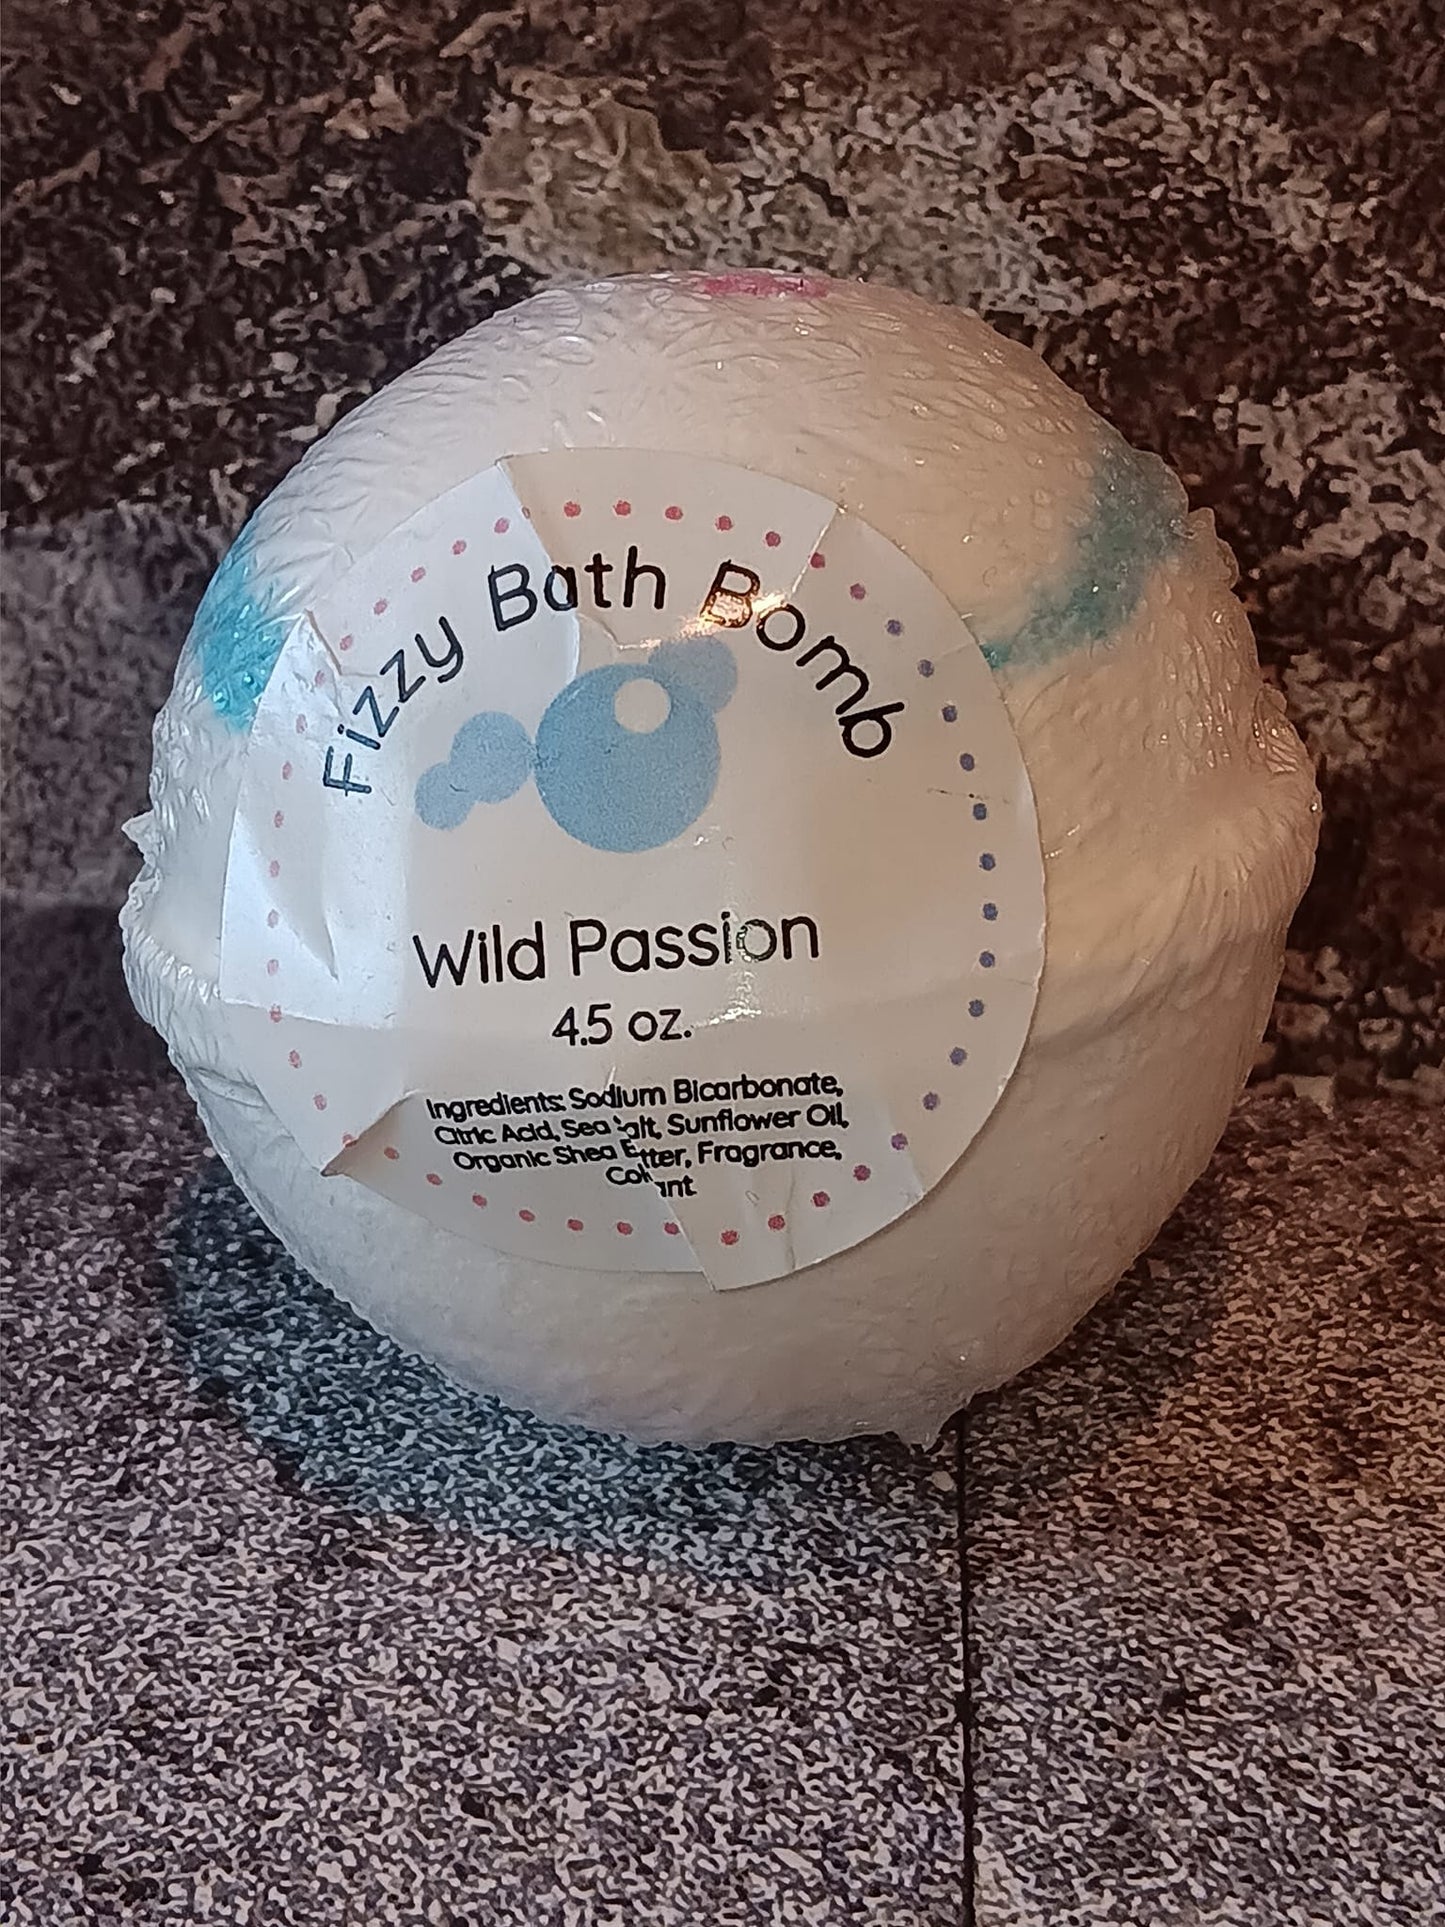 Fizzy Bath Bomb
Wild Passion
4.5 oz.
Ingredients: Sodium Bicarbonate,
Citric Acid, Sea Salt, Sunflower Oil,
Organic Shea Butter, Fragrance,
Colorant